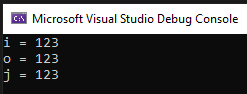 Microsoft Visual Studio Debug Console
i = 123
o = 123
j = 123